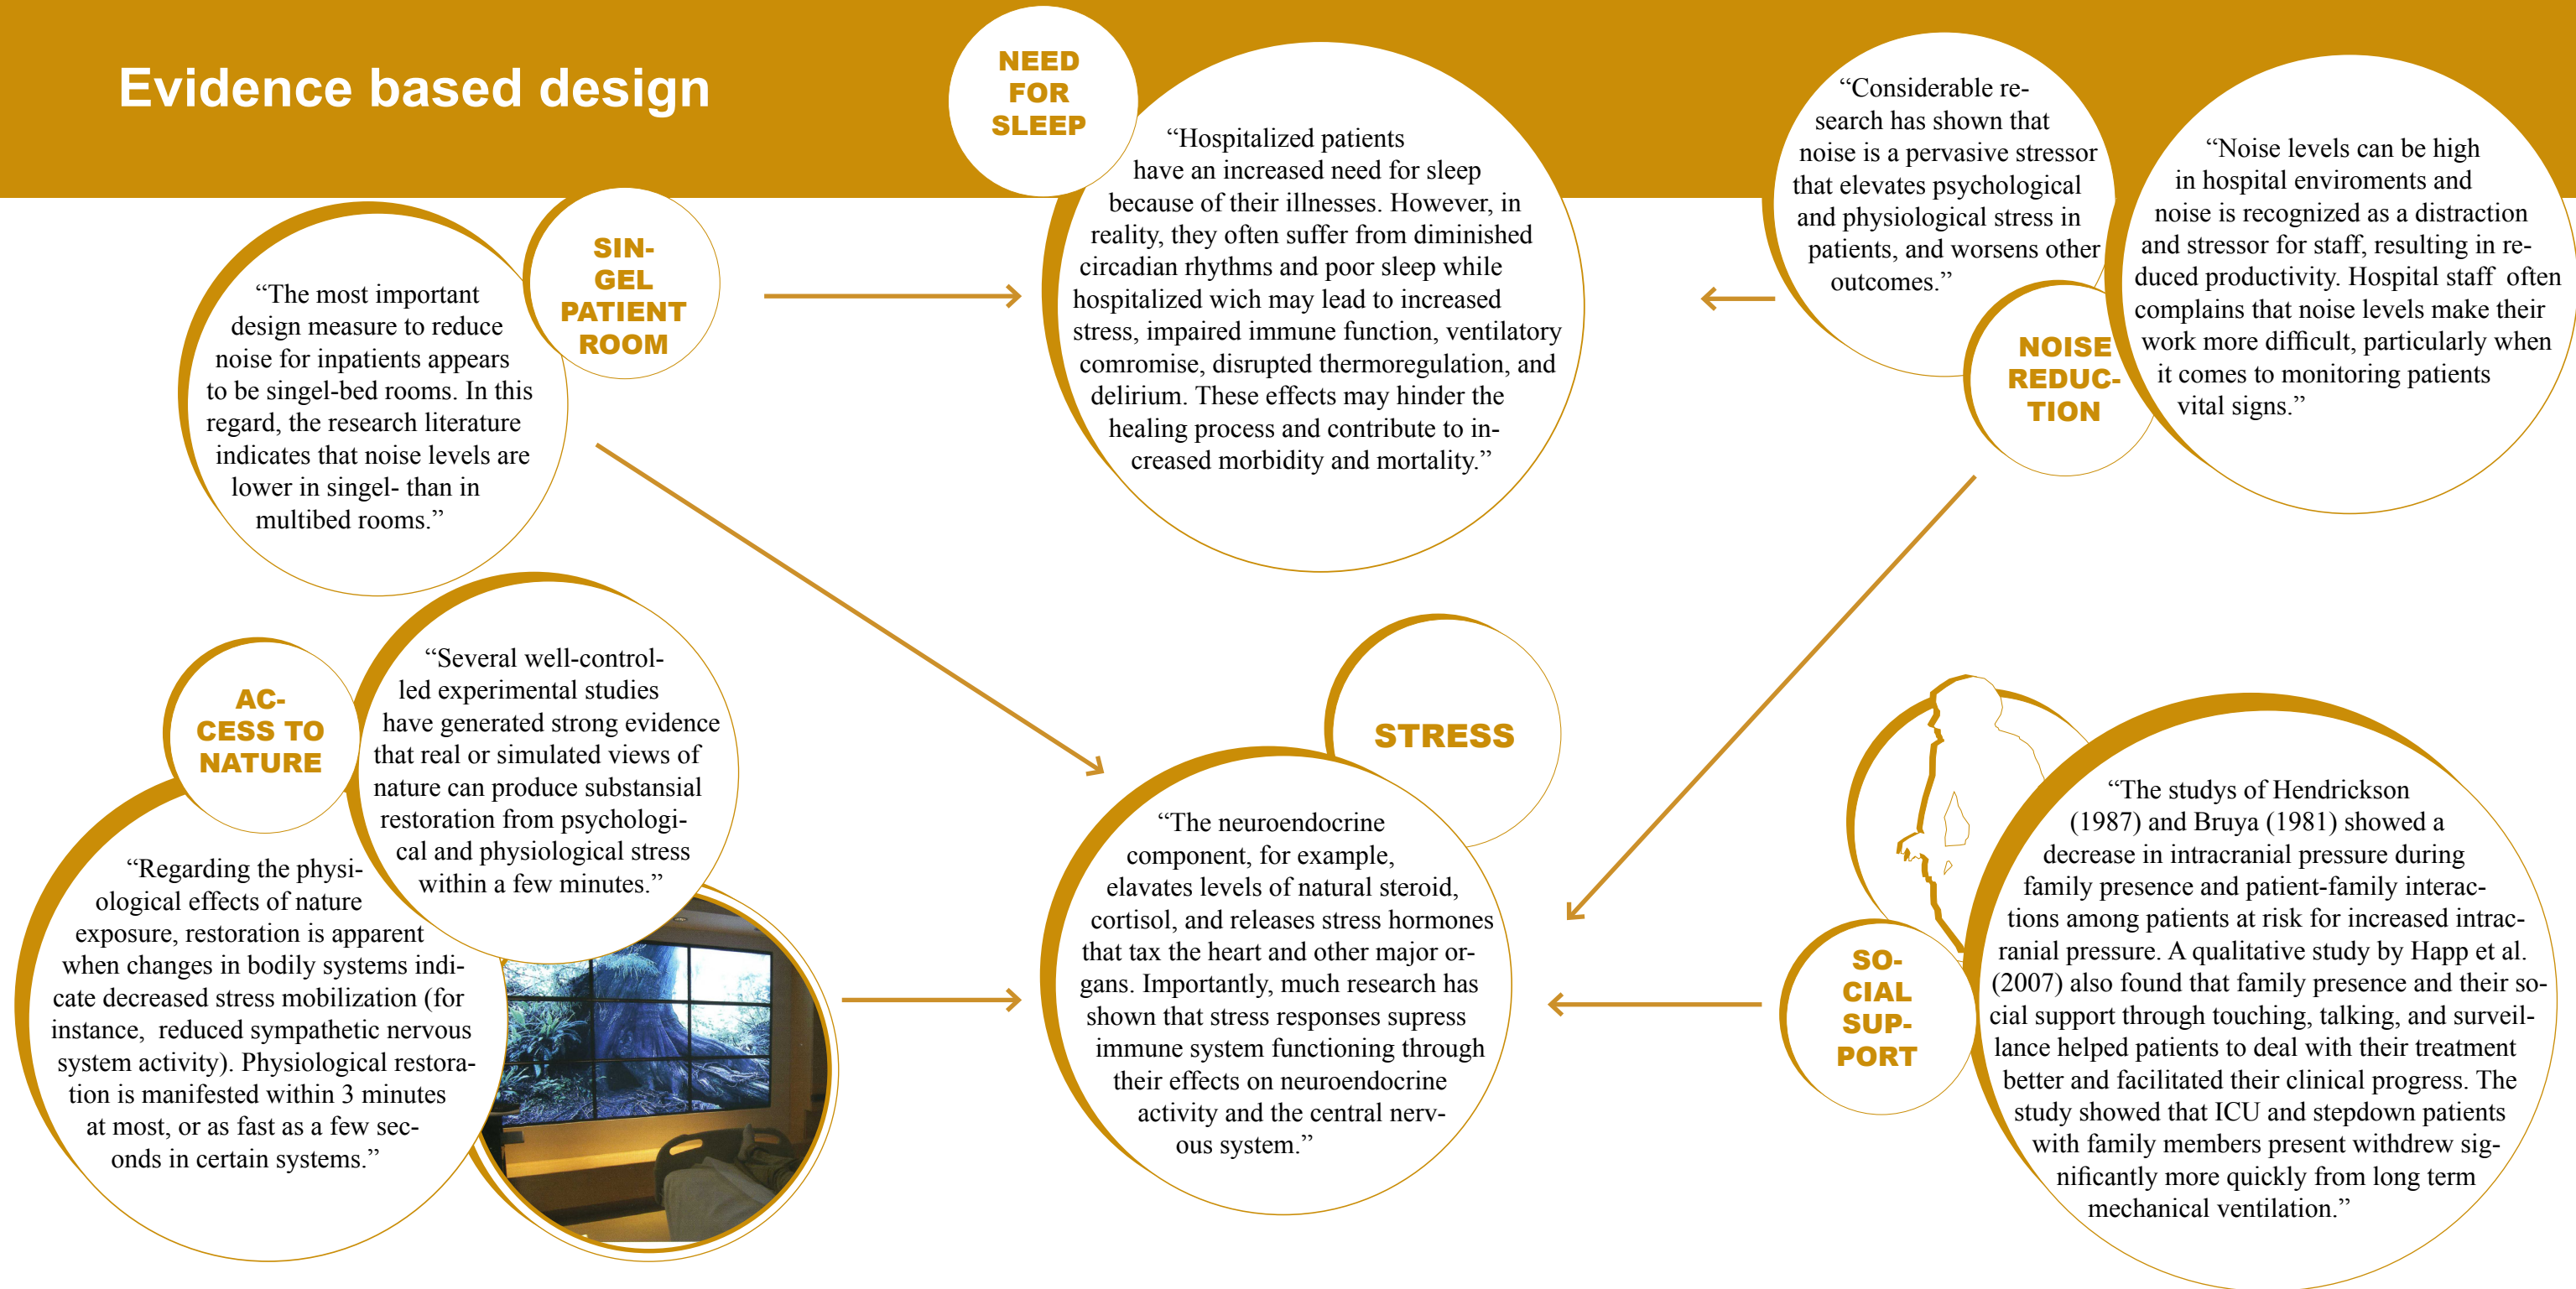 Evidence based design
NEED
FOR
SLEEP
“Hospitalized patients
have an increased need for sleep
because of their illnesses. However, in
reality, they often suffer from diminished
circadian rhythms and poor sleep while
hospitalized wich may lead to increased
stress, impaired immune function, ventilatory
comromise, disrupted thermoregulation, and
delirium. These effects may hinder the
healing process and contribute to in-
creased morbidity and mortality.”
“Considerable re-
search has shown that
noise is a pervasive stressor
that elevates psychological
and physiological stress in
patients, and worsens other
outcomes.”
“Noise levels can be high
in hospital enviroments and
noise is recognized as a distraction
and stressor for staff, resulting in re-
duced productivity. Hospital staff often
complains that noise levels make their
work more difficult, particularly when
it comes to monitoring patients
vital signs.”
NOISE
REDUC-
TION
SIN-
GEL
PATIENT
ROOM
“The most important
design measure to reduce
noise for inpatients appears
to be singel-bed rooms. In this
regard, the research literature
indicates that noise levels are
lower in singel- than in
multibed rooms.”
AC-
CESS TO
NATURE
“Several well-control-
led experimental studies
have generated strong evidence
that real or simulated views of
nature can produce substansial
restoration from psychologi-
cal and physiological stress
within a few minutes.”
“Regarding the physi-
ological effects of nature
exposure, restoration is apparent
when changes in bodily systems indi-
cate decreased stress mobilization (for
instance, reduced sympathetic nervous
system activity). Physiological restora-
tion is manifested within 3 minutes
at most, or as fast as a few sec-
onds in certain systems.”
STRESS
“The neuroendocrine
component, for example,
elavates levels of natural steroid,
cortisol, and releases stress hormones
that tax the heart and other major or-
gans. Importantly, much research has
shown that stress responses supress
immune system functioning through
their effects on neuroendocrine
activity and the central nerv-
ous system.”
SO-
CIAL
SUP-
PORT
“The studys of Hendrickson
(1987) and Bruya (1981) showed a
decrease in intracranial pressure during
family presence and patient-family interac-
tions among patients at risk for increased intrac-
ranial pressure. A qualitative study by Happ et al.
(2007) also found that family presence and their so-
cial support through touching, talking, and surveil-
lance helped patients to deal with their treatment
better and facilitated their clinical progress. The
study showed that ICU and stepdown patients
with family members present withdrew sig-
nificantly more quickly from long term
mechanical ventilation.”